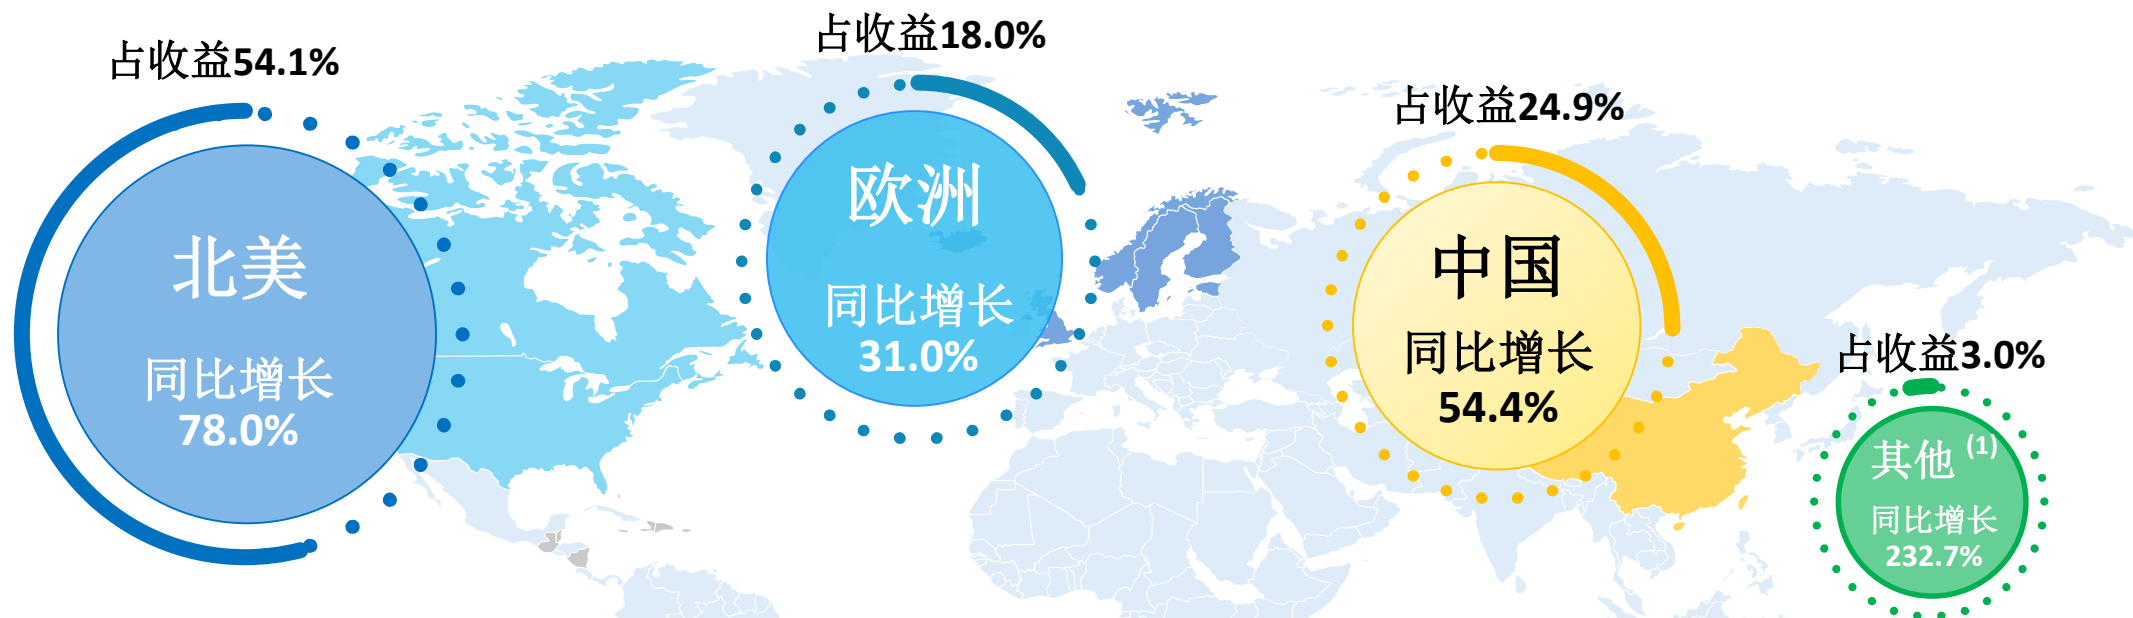 占收益54.1%
北美
同比增长
78.0%
占收益18.0%
欧洲
同比增长
31.0%
占收益24.9%
中国
同比增长
54.4%
占收益3.0%
其他 (1)
同比增长
232.7%